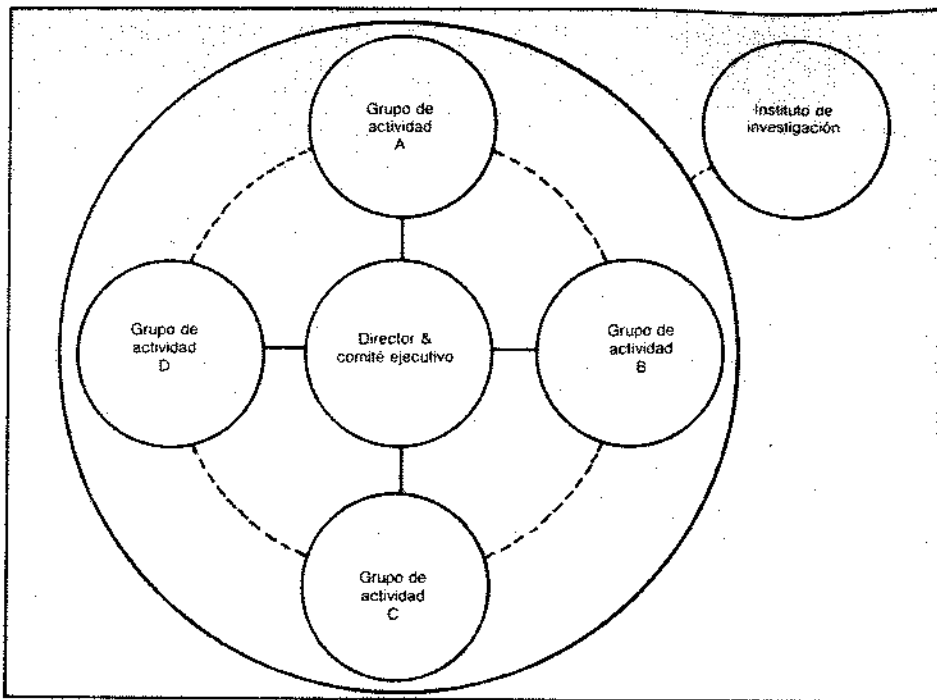 Grupo de
actividad
A
Instituto de
investigación
Grupo de
actividad
D
Director &
comité ejecutivo
Grupo de
actividad
B
Grupo de
actividad
C